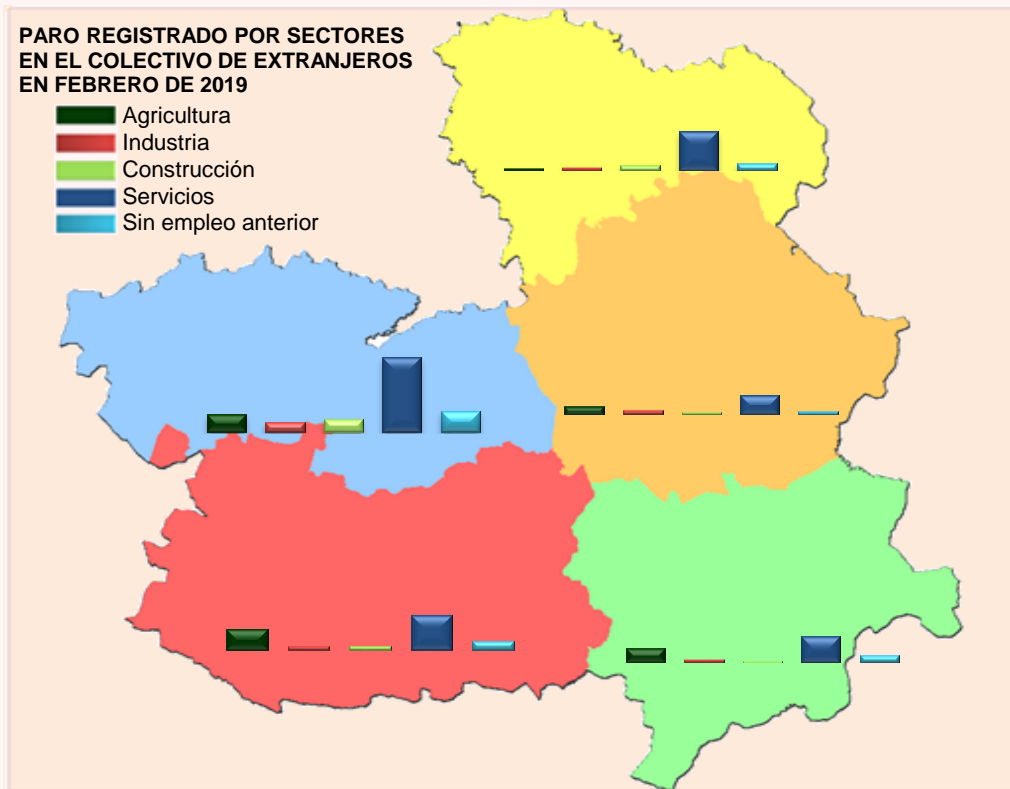 PARO REGISTRADO POR SECTORES
EN EL COLECTIVO DE EXTRANJEROS
EN FEBRERO DE 2019
Agricultura
Industria
Construcción
Servicios
Sin empleo anterior